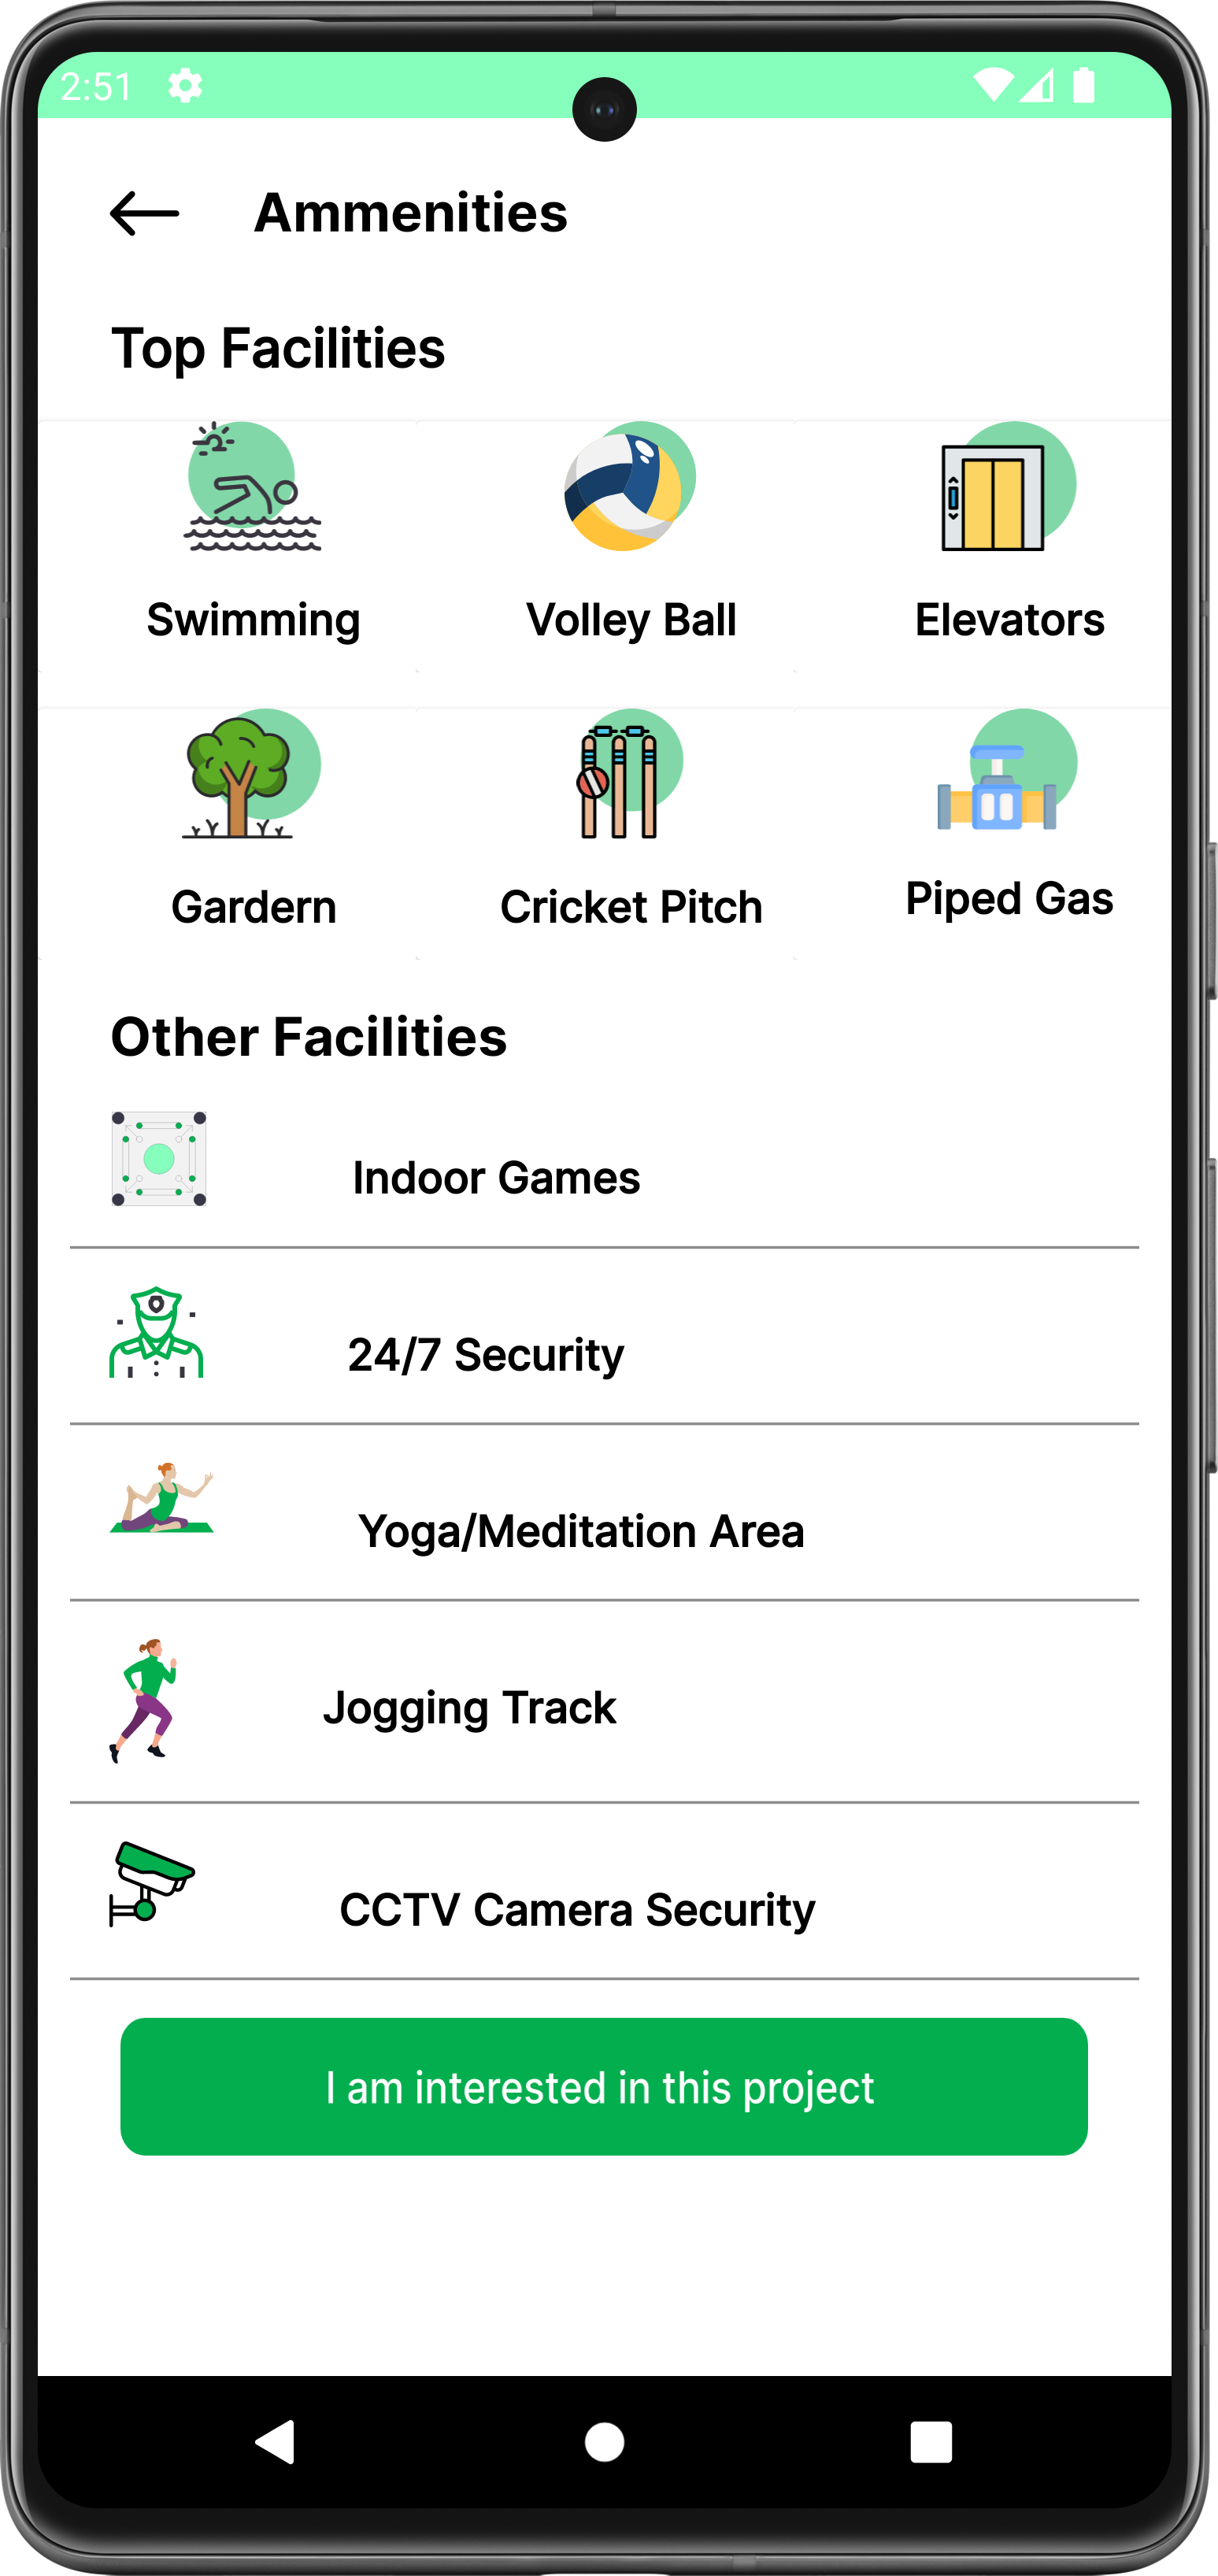 2:51
Ammenities
Top Facilities
Swimming Volley Ball Elevators
Gardern Cricket Pitch Piped Gas
Other Facilities
Indoor Games
24/7 Security
Yoga/Meditation Area
Jogging Track
CCTV Camera Security
I am interested in this project